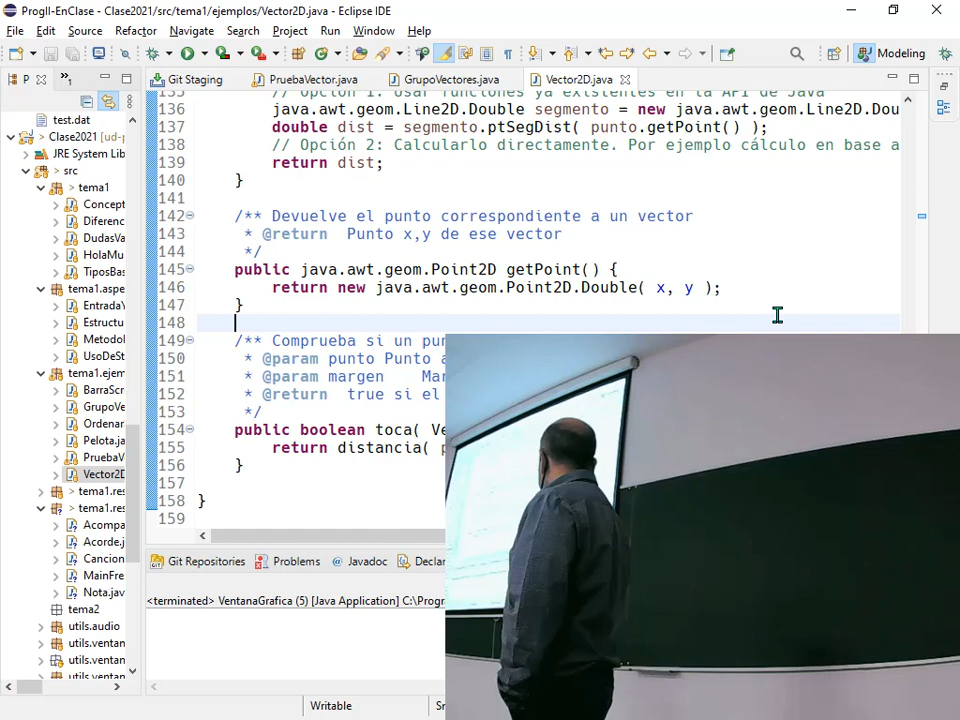 ProgII-EnClase - Clase2021/src/tema1/ejemplos/Vector2D.java - Eclipse IDE
File Edit Source Refactor Navigate Search Project Run Window Help
Modeling
P Git Staging PruebaVector.java GrupoVectores.java Vector2D.java
test.dat
Clase2021 [ud-p
JRE System Lib
src
> tema1
Concept
Diferenc
DudasVa
HolaMu
TiposBas
tema1.aspe
EntradaY
Estructu
Metodol
UsoDeSt
tema1.ejem
BarraScr
GrupoVe
Ordenar
Pelota.ja
PruebaV
Vector2D
> tema1.res
> tema1.res
Acompa
Acorde.j
Cancion
MainFre
Nota.jav
tema2
utils.audio
utils.ventan
utils.ventan
utils.ventan
135 // Opción 1: Usar funciones ya existentes en la API de Java
136 java.awt.geom.Line2D.Double segmento = new java.awt.geom.Line2D.Dou
137 double dist = segmento.ptSegDist( punto.getPoint() );
138 // Opción 2: Calcularlo directamente. Por ejemplo cálculo en base a
139 return dist;
140 }
141
142 /** Devuelve el punto correspondiente a un vector
143 * @return Punto x,y de ese vector
144 */
145 public java.awt.geom.Point2D getPoint() {
146 return new java.awt.geom.Point2D.Double( x, y );
147 }
148
149 /** Comprueba si un pun
150 * @param punto Punto a
151 * @param margen Mar
152 * @return true si el
153 */
154 public boolean toca( Ve
155 return distancia( p
156 }
157
158 }
159
Git Repositories Problems Javadoc Declar
<terminated> VentanaGrafica (5) [Java Application] C:\Progr
Writable Sr